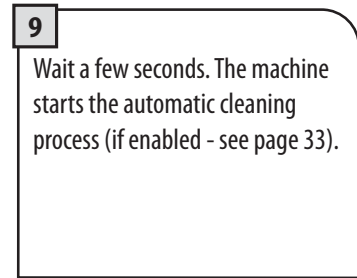 9
Wait a few seconds. The machine
starts the automatic cleaning
process (if enabled - see page 33).